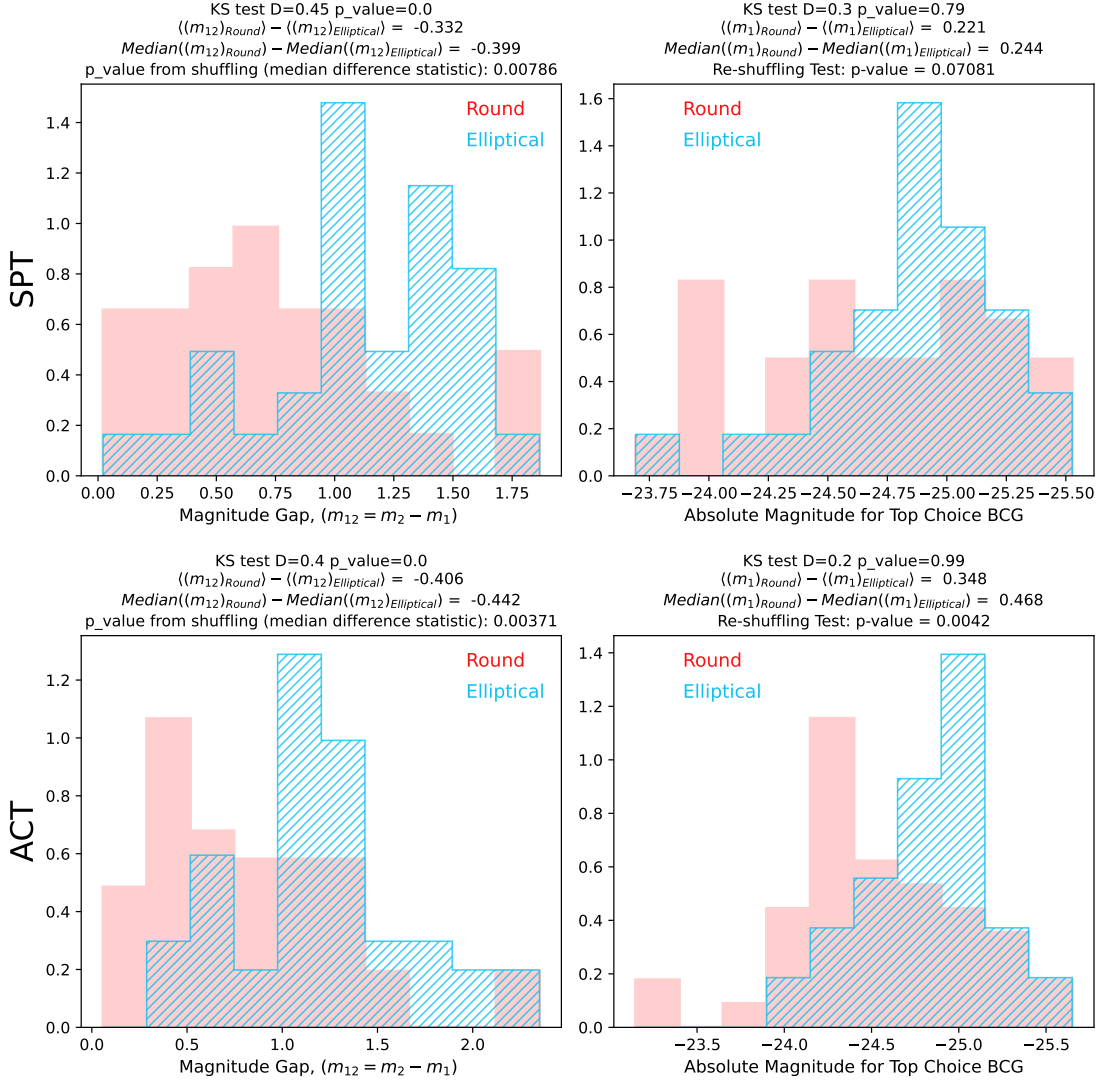 KS test D=0.45 p_value=0.0
⟨(m₁₂)Round⟩ − ⟨(m₁₂)Elliptical⟩ = -0.332
Median((m₁₂)Round) − Median((m₁₂)Elliptical) = -0.399
p_value from shuffling (median difference statistic): 0.00786
Round
Elliptical
1.4
1.2
1.0
0.8
0.6
0.4
0.2
0.0
SPT
0.00 0.25 0.50 0.75 1.00 1.25 1.50 1.75
Magnitude Gap, (m₁₂ = m₂ − m₁)
KS test D=0.3 p_value=0.79
⟨(m₁)Round⟩ − ⟨(m₁)Elliptical⟩ = 0.221
Median((m₁)Round) − Median((m₁)Elliptical) = 0.244
Re-shuffling Test: p-value = 0.07081
Round
Elliptical
1.6
1.4
1.2
1.0
0.8
0.6
0.4
0.2
0.0
−23.75 −24.00 −24.25 −24.50 −24.75 −25.00 −25.25 −25.50
Absolute Magnitude for Top Choice BCG
KS test D=0.4 p_value=0.0
⟨(m₁₂)Round⟩ − ⟨(m₁₂)Elliptical⟩ = -0.406
Median((m₁₂)Round) − Median((m₁₂)Elliptical) = -0.442
p_value from shuffling (median difference statistic): 0.00371
Round
Elliptical
1.2
1.0
0.8
0.6
0.4
0.2
0.0
ACT
0.0 0.5 1.0 1.5 2.0
Magnitude Gap, (m₁₂ = m₂ − m₁)
KS test D=0.2 p_value=0.99
⟨(m₁)Round⟩ − ⟨(m₁)Elliptical⟩ = 0.348
Median((m₁)Round) − Median((m₁)Elliptical) = 0.468
Re-shuffling Test: p-value = 0.0042
Round
Elliptical
1.4
1.2
1.0
0.8
0.6
0.4
0.2
0.0
−23.5 −24.0 −24.5 −25.0 −25.5
Absolute Magnitude for Top Choice BCG